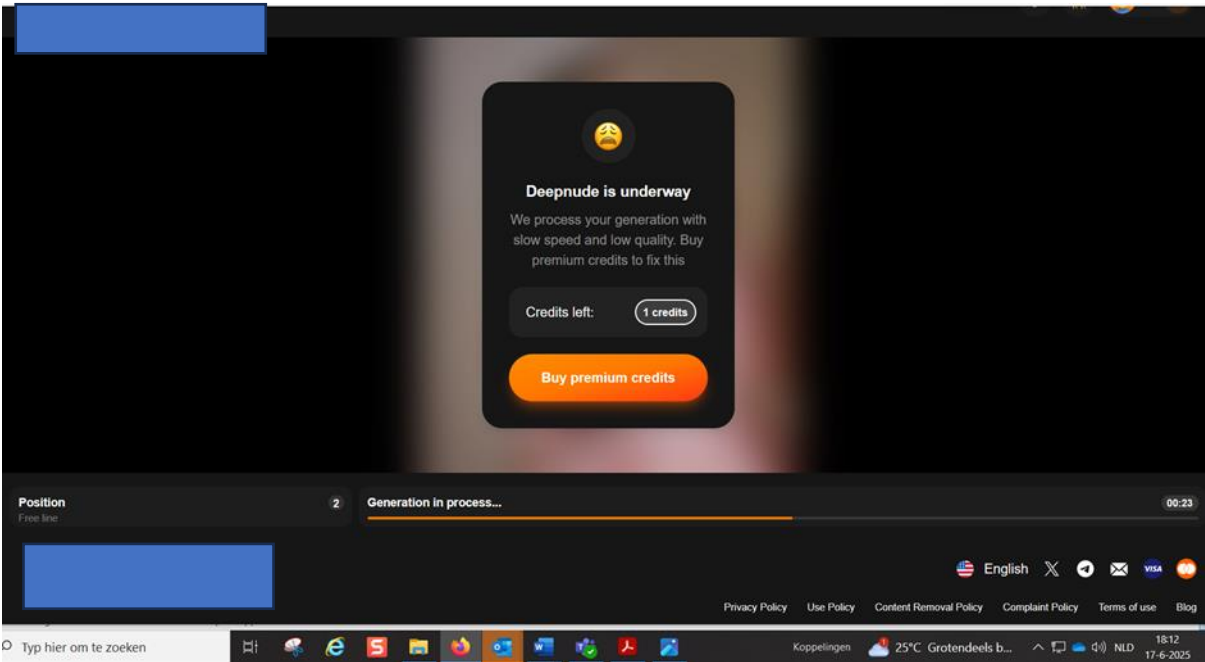 Deepnude is underway
We process your generation with
slow speed and low quality. Buy
premium credits to fix this
Credits left:
1 credits
Buy premium credits
Position
2
Free line
Generation in process...
00:23
English
VISA
Privacy Policy
Use Policy
Content Removal Policy
Complaint Policy
Terms of use
Blog
Typ hier om te zoeken
Koppelingen
25°C Grotendeels b...
NLD
18:12
17-6-2025